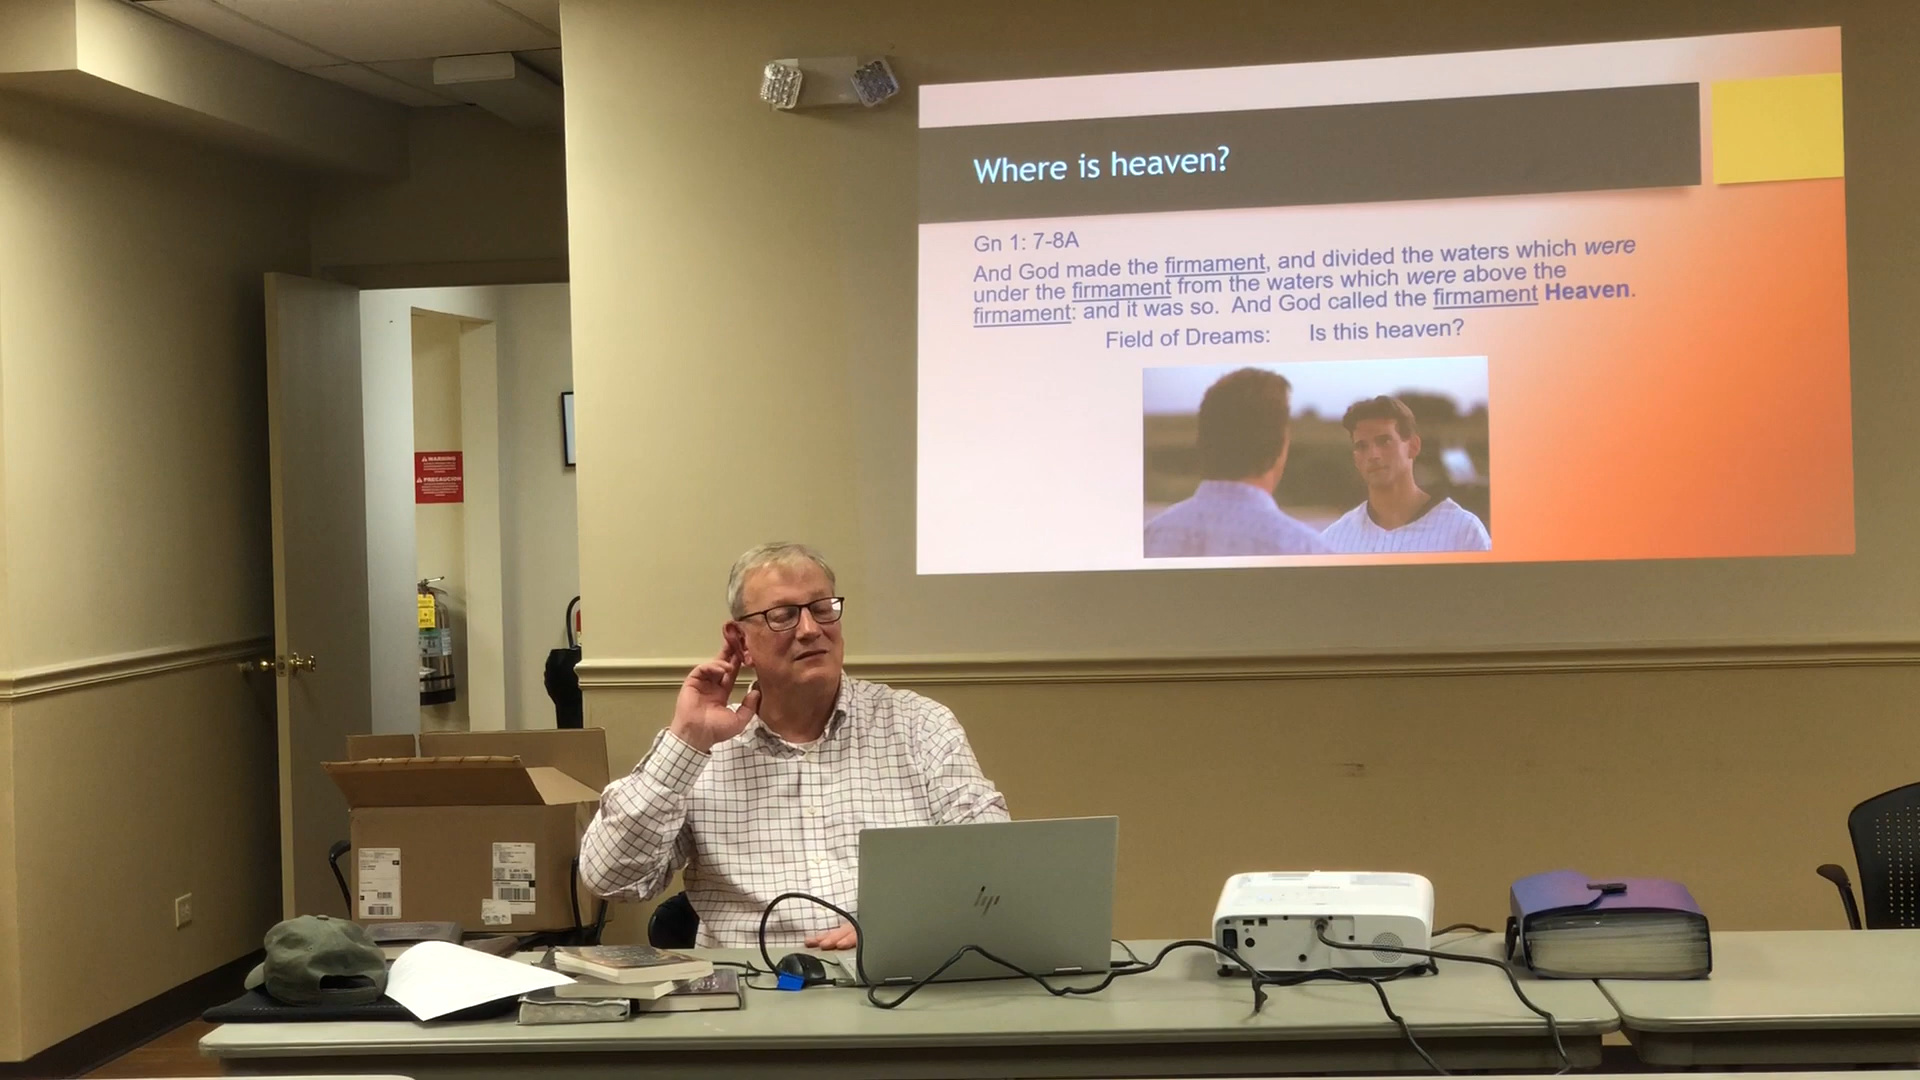 Where is heaven?
Gn 1: 7-8A
And God made the firmament, and divided the waters which were
under the firmament from the waters which were above the
firmament: and it was so. And God called the firmament Heaven.
Field of Dreams: Is this heaven?
WARNING
PRECAUCION
hp